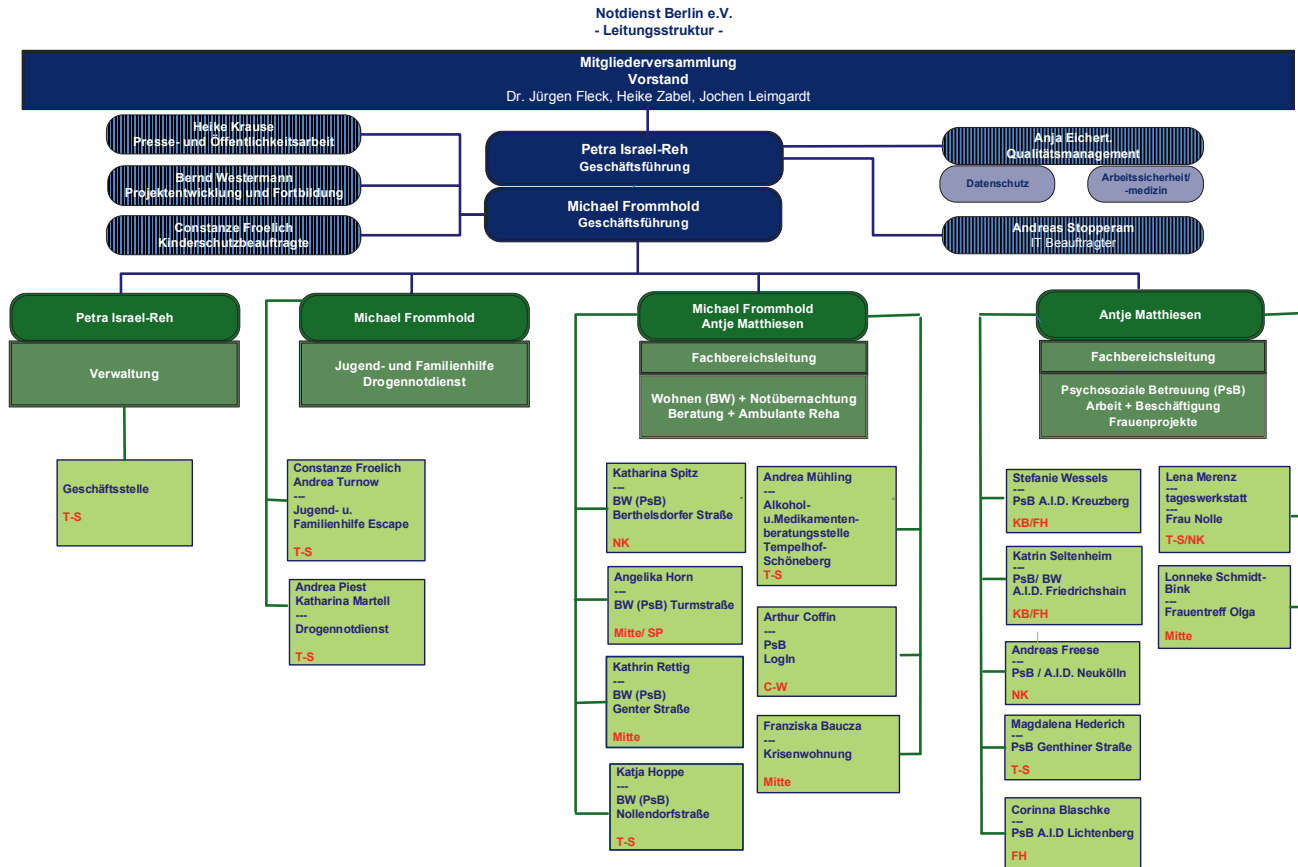 Notdienst Berlin e.V.
- Leitungsstruktur -
Mitgliederversammlung
Vorstand
Dr. Jürgen Fleck, Heike Zabel, Jochen Leimgardt
Heike Krause
Presse- und Öffentlichkeitsarbeit
Bernd Westermann
Projektentwicklung und Fortbildung
Constanze Froelich
Kinderschutzbeauftragte
Petra Israel-Reh
Geschäftsführung
Michael Frommhold
Geschäftsführung
Anja Eichert.
Qualitätsmanagement
Datenschutz
Arbeitssicherheit/
-medizin
Andreas Stopperam
IT Beauftragter
Petra Israel-Reh
Verwaltung
Geschäftsstelle
T-S
Michael Frommhold
Jugend- und Familienhilfe
Drogennotdienst
Constanze Froelich
Andrea Turnow
---
Jugend- u.
Familienhilfe Escape
T-S
Andrea Piest
Katharina Martell
---
Drogennotdienst
T-S
Michael Frommhold
Antje Matthiesen
Fachbereichsleitung
Wohnen (BW) + Notübernachtung
Beratung + Ambulante Reha
Katharina Spitz
---
BW (PsB)
Berthelsdorfer Straße
NK
Angelika Horn
---
BW (PsB) Turmstraße
Mitte/ SP
Kathrin Rettig
---
BW (PsB)
Genter Straße
Mitte
Katja Hoppe
---
BW (PsB)
Nollendorfstraße
T-S
Andrea Mühling
---
Alkohol-
u.Medikamenten-
beratungsstelle
Tempelhof-
Schöneberg
T-S
Arthur Coffin
---
PsB
LogIn
C-W
Franziska Baucza
---
Krisenwohnung
Mitte
Antje Matthiesen
Fachbereichsleitung
Psychosoziale Betreuung (PsB)
Arbeit + Beschäftigung
Frauenprojekte
Stefanie Wessels
---
PsB A.I.D. Kreuzberg
KB/FH
Katrin Seltenheim
---
PsB/ BW
A.I.D. Friedrichshain
KB/FH
Andreas Freese
---
PsB / A.I.D. Neukölln
NK
Magdalena Hederich
---
PsB Genthiner Straße
T-S
Corinna Blaschke
---
PsB A.I.D Lichtenberg
FH
Lena Merenz
---
tageswerkstatt
---
Frau Nolle
T-S/NK
Lonneke Schmidt-
Bink
---
Frauentreff Olga
Mitte